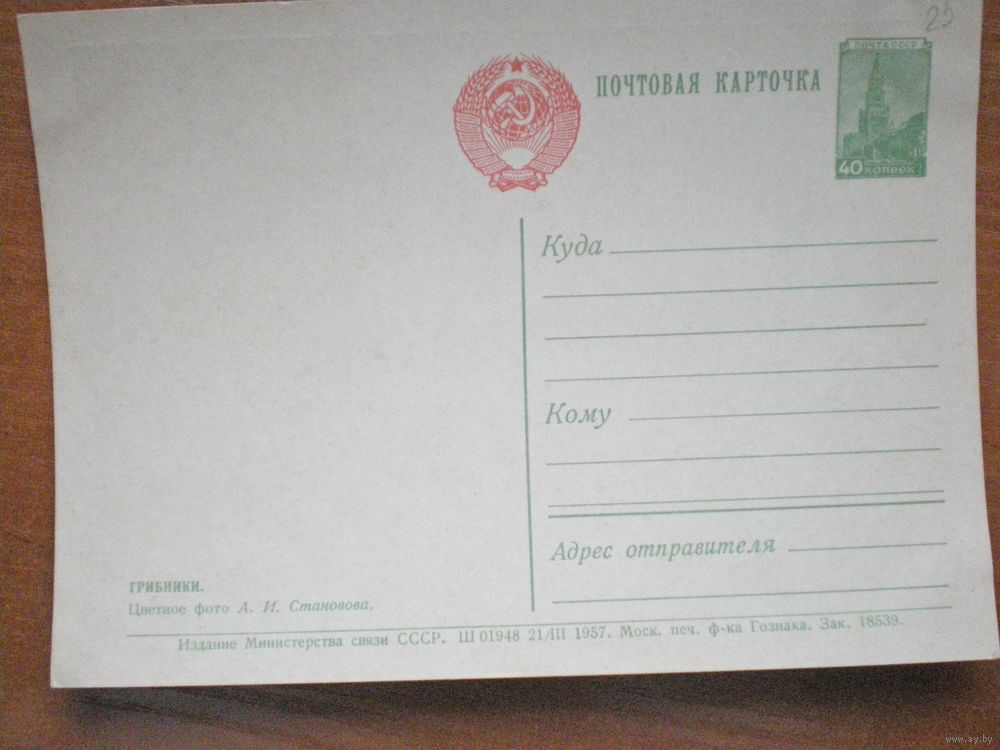 25
ПОЧТА СССР
ПОЧТОВАЯ КАРТОЧКА
40 КОПЕЕК
Куда
Кому
Адрес отправителя
ГРИБНИКИ.
Цветное фото А. И. Становова.
Издание Министерства связи СССР. Ш 01948 21/III 1957. Моск. печ. ф-ка Гознака. Зак. 18539.
www.ay.by